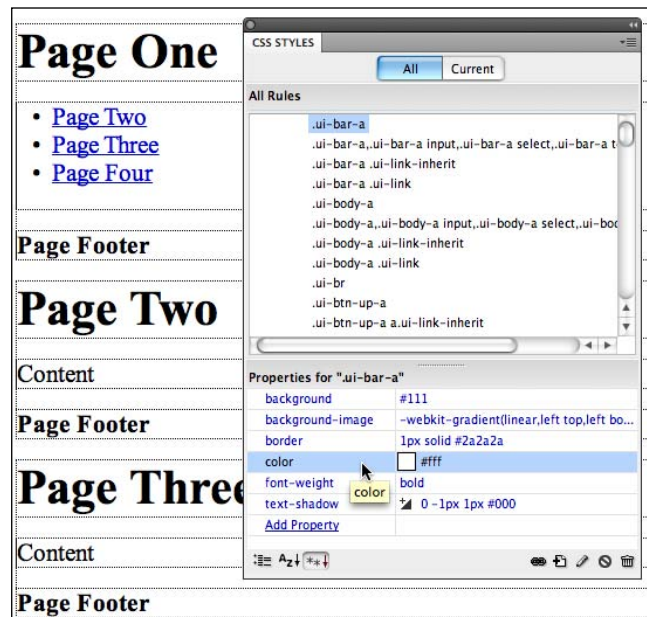 Page One
Page Two
Page Three
Page Four
Page Footer
Page Two
Content
Page Footer
Page Three
Content
Page Footer
CSS STYLES
All Current
All Rules
.ui-bar-a
.ui-bar-a,.ui-bar-a input,.ui-bar-a select,.ui-bar-a t
.ui-bar-a .ui-link-inherit
.ui-bar-a .ui-link
.ui-body-a
.ui-body-a,.ui-body-a input,.ui-body-a select,.ui-bod
.ui-body-a .ui-link-inherit
.ui-body-a .ui-link
.ui-br
.ui-btn-up-a
.ui-btn-up-a a.ui-link-inherit
Properties for ".ui-bar-a"
background #111
background-image -webkit-gradient(linear,left top,left bo...
border 1px solid #2a2a2a
color #fff
font-weight bold
color
text-shadow 0 -1px 1px #000
Add Property